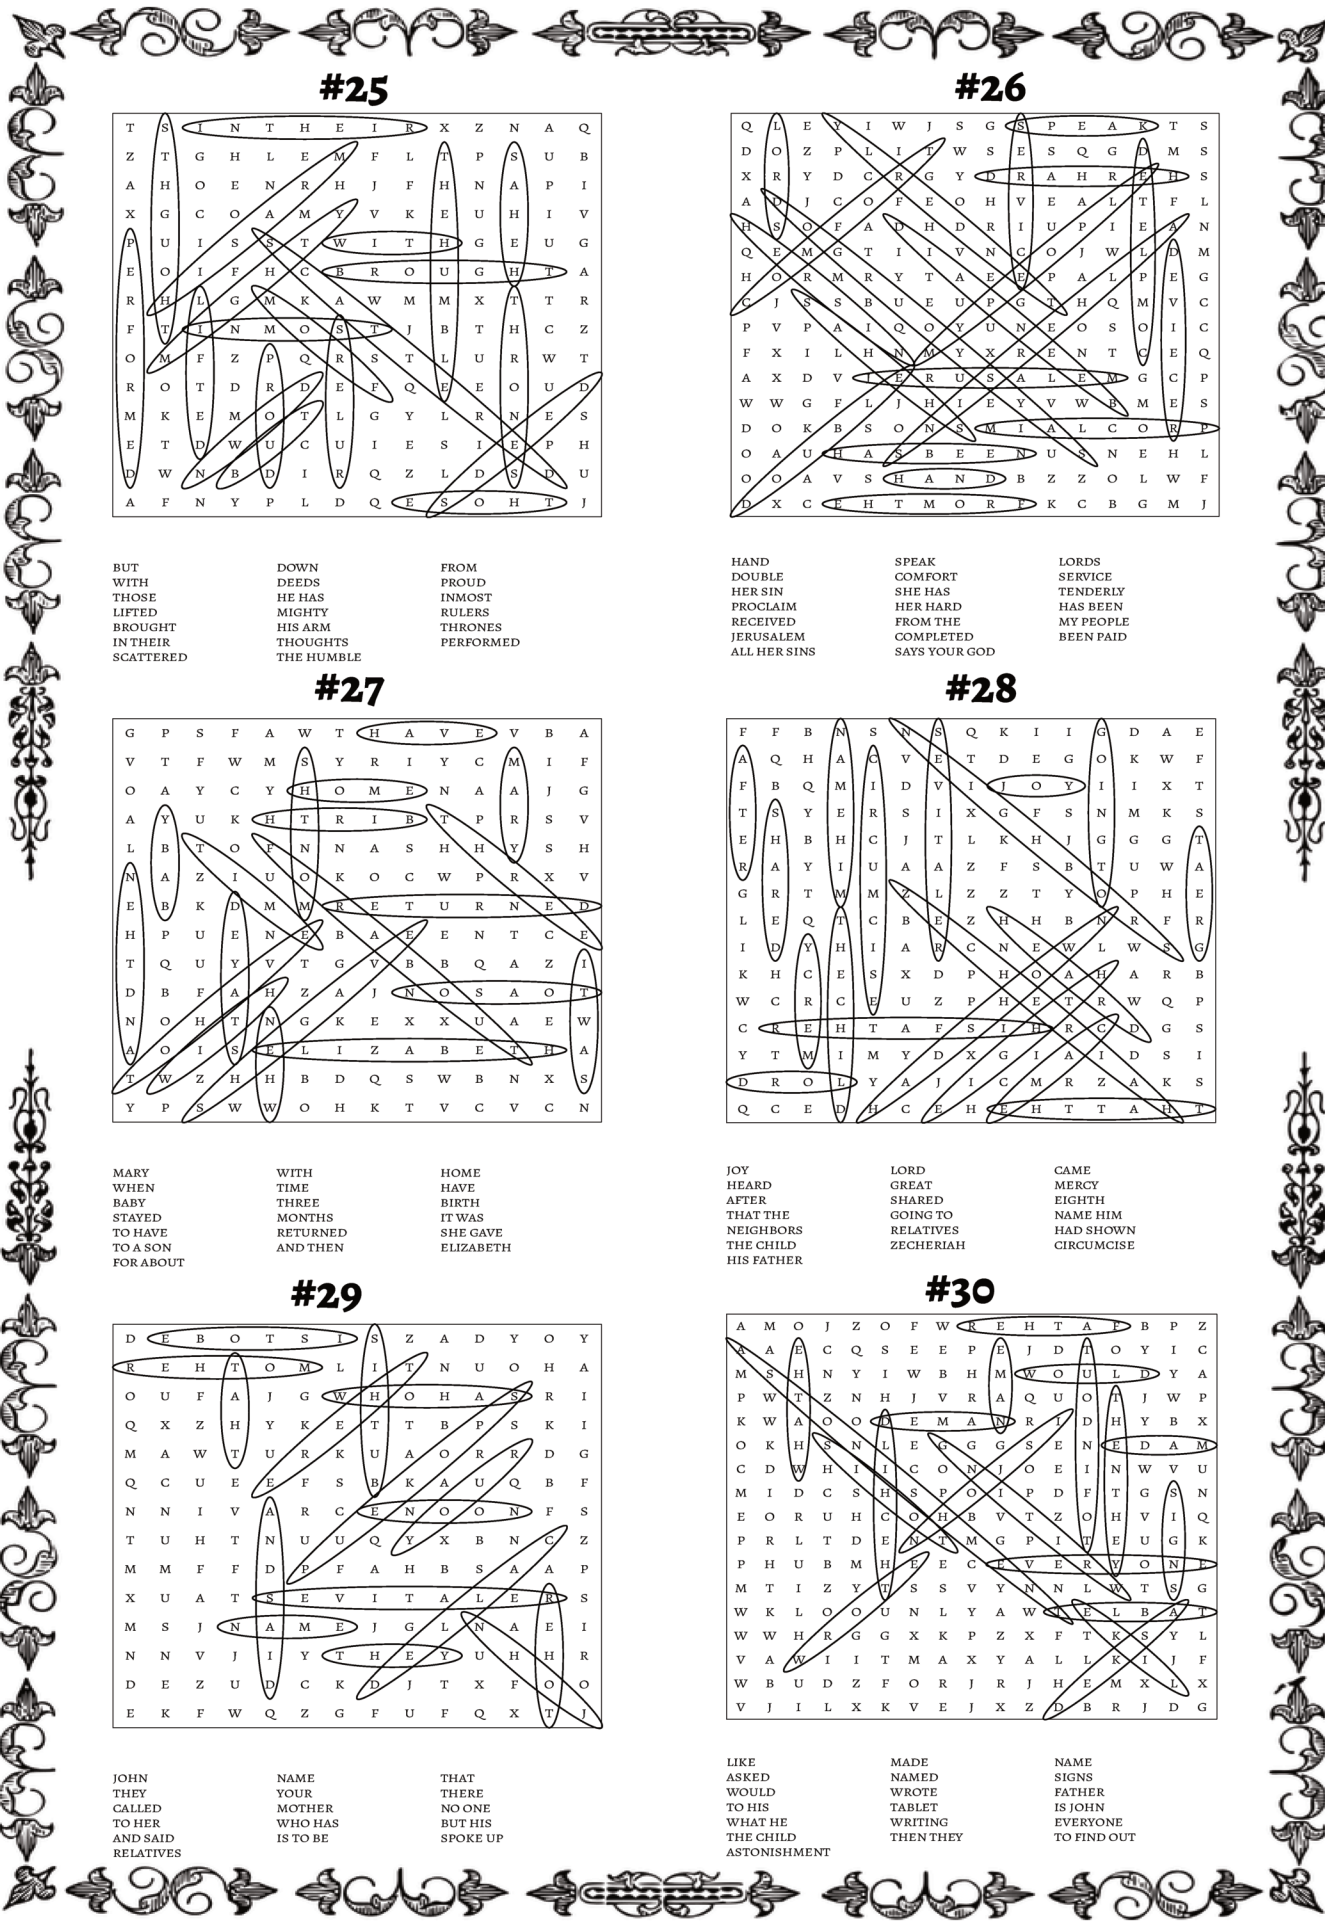 #25
T S I N T H E I R X Z N A Q
Z T G H L E M F L T P S U B
A H O E N R H J F H N A P I
X G C O A M Y V K E U H I V
P U I S S T W I T H G E U G
E O I F H C B R O U G H T A
R H L G M K A W M M X T T R
F T I N M O S T J B T H C Z
O M F Z P Q R S T L U R W T
R O T D R D E F Q E E O U D
M K E M O T L G Y L R N E S
E T D W U C U I E S I E P H
D W N B D I R Q Z L D S D U
A F N Y P L D Q E S O H T J
BUT DOWN FROM
WITH DEEDS PROUD
THOSE HE HAS INMOST
LIFTED MIGHTY RULERS
BROUGHT HIS ARM THRONES
IN THEIR THOUGHTS PERFORMED
SCATTERED THE HUMBLE
#26
Q L E Y I W J S G S P E A K T S
D O Z P L I T W S E S Q G D M S
X R Y D C R G Y D R A H R E H S
A D J C O F E O H V E A L T F L
H S O F A D H D R I U P I E A N
Q E M G T I I V N C O J W L D M
H O R M R Y T A E E P A L P E G
C J S S B U E U P G T H Q M V C
P V P A I Q O Y U N E O S O I C
F X I L H N M Y X R E N T C E Q
A X D V J E R U S A L E M G C P
W W G F L J H I E Y V W B M E S
D O K B S O N S M I A L C O R P
O A U H A S B E E N U S N E H L
O O A V S H A N D B Z Z O L W F
D X C E H T M O R F K C B G M J
HAND SPEAK LORDS
DOUBLE COMFORT SERVICE
HER SIN SHE HAS TENDERLY
PROCLAIM HER HARD HAS BEEN
RECEIVED FROM THE MY PEOPLE
JERUSALEM COMPLETED BEEN PAID
ALL HER SINS SAYS YOUR GOD
#27
G P S F A W T H A V E V B A
V T F W M S Y R I Y C M I F
O A Y C Y H O M E N A A J G
A Y U K H T R I B T P R S V
L B T O F N N A S H H Y S H
N A Z I U O K O C W P R X V
E B K D M M R E T U R N E D
H P U E N E B A E E N T C E
T Q U Y V T G V B B Q A Z I
D B F A H Z A J N O S A O T
N O H T N G K E X X U A E W
A O I S E L I Z A B E T H A
T W Z H H B D Q S W B N X S
Y P S W W O H K T V C V C N
MARY WITH HOME
WHEN TIME HAVE
BABY THREE BIRTH
STAYED MONTHS IT WAS
TO HAVE RETURNED SHE GAVE
TO A SON AND THEN ELIZABETH
FOR ABOUT
#28
F F B N S N S Q K I I G D A E
A Q H A C V E T D E G O K W F
F B Q M I D V I J O Y I I X T
T S Y E R S I X G F S N M K S
E H B H C J T L K H J G G G T
R A Y I U A A Z F S B T U W A
G R T M M Z L Z Z T Y O P H E
L E Q T C B E Z H H B N R F R
I D Y H I A R C N E W L W S G
K H C E S X D P H O A H A R B
W C R C E U Z P H E T R W Q P
C R E H T A F S I H R C D G S
Y T M I M Y D X G I A I D S I
D R O L Y A J I C M R Z A K S
Q C E D H C E H E H T T A H T
JOY LORD CAME
HEARD GREAT MERCY
AFTER SHARED EIGHTH
THAT THE GOING TO NAME HIM
NEIGHBORS RELATIVES HAD SHOWN
THE CHILD ZECHERIAH CIRCUMCISE
HIS FATHER
#29
D E B O T S I S Z A D Y O Y
R E H T O M L I T N U O H A
O U F A J G W H O H A S R I
Q X Z H Y K E T T B P S K I
M A W T U R K U A O R R D G
Q C U E E F S B K A U Q B F
N N I V A R C E N O O N F S
T U H T N U U Q Y X B N C Z
M M F F D P F A H B S A A P
X U A T S E V I T A L E R S
M S J N A M E J G L N A E I
N N V J I Y T H E Y U H H R
D E Z U D C K D J T X F O O
E K F W Q Z G F U F Q X T J
JOHN NAME THAT
THEY YOUR THERE
CALLED MOTHER NO ONE
TO HER WHO HAS BUT HIS
AND SAID IS TO BE SPOKE UP
RELATIVES
#30
A M O J Z O F W R E H T A F B P Z
A A E C Q S E E P E J D T O Y I C
M S H N Y I W B H M W O U L D Y A
P W T Z N H J V R A Q U O T J W P
K W A O O D E M A N R I D H Y B X
O K H S N L E G G G S E N E D A M
C D W H I I C O N J O E I N W V U
M I D C S H S P O I P D F T G S N
E O R U H C O H B V T Z O H V I Q
P R L T D E N T M G P I T E U G K
P H U B M H E E C E V E R Y O N E
M T I Z Y T S S V Y N N L W T S G
W K L O O U N L Y A W T E L B A T
W W H R G G X K P Z X F T K S Y L
V A W I I T M A X Y A L L K I J F
W B U D Z F O R J R J H E M X L X
V J I L X K V E J X Z D B R J D G
LIKE MADE NAME
ASKED NAMED SIGNS
WOULD WROTE FATHER
TO HIS TABLET IS JOHN
WHAT HE WRITING EVERYONE
THE CHILD THEN THEY TO FIND OUT
ASTONISHMENT